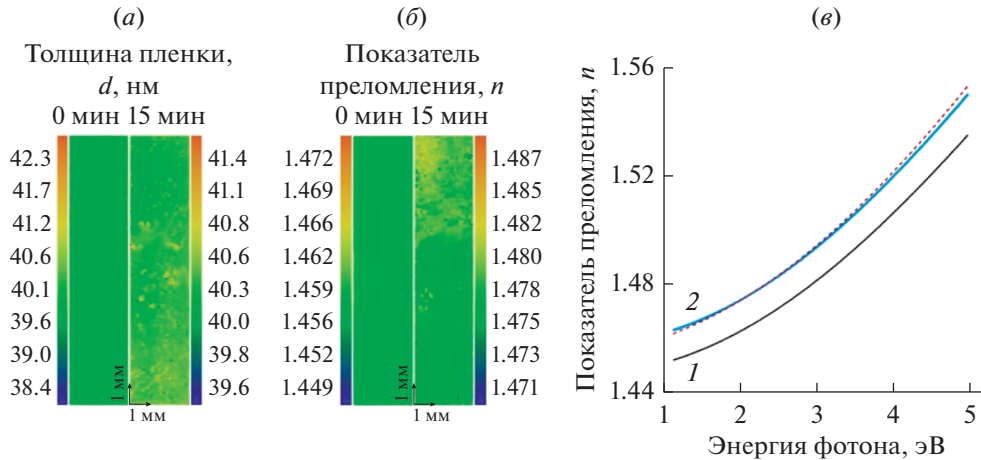 (а)
Толщина пленки,
d, нм
0 мин 15 мин
42.3
41.7
41.2
40.6
40.1
39.6
39.0
38.4
41.4
41.1
40.8
40.6
40.3
40.0
39.8
39.6
1 мм
1 мм
(б)
Показатель
преломления, n
0 мин 15 мин
1.472
1.469
1.466
1.462
1.459
1.456
1.452
1.449
1.487
1.485
1.482
1.480
1.478
1.475
1.473
1.471
1 мм
1 мм
(в)
Показатель преломления, n
1.56
1.52
1.48
1.44
2
1
1 2 3 4 5
Энергия фотона, эВ